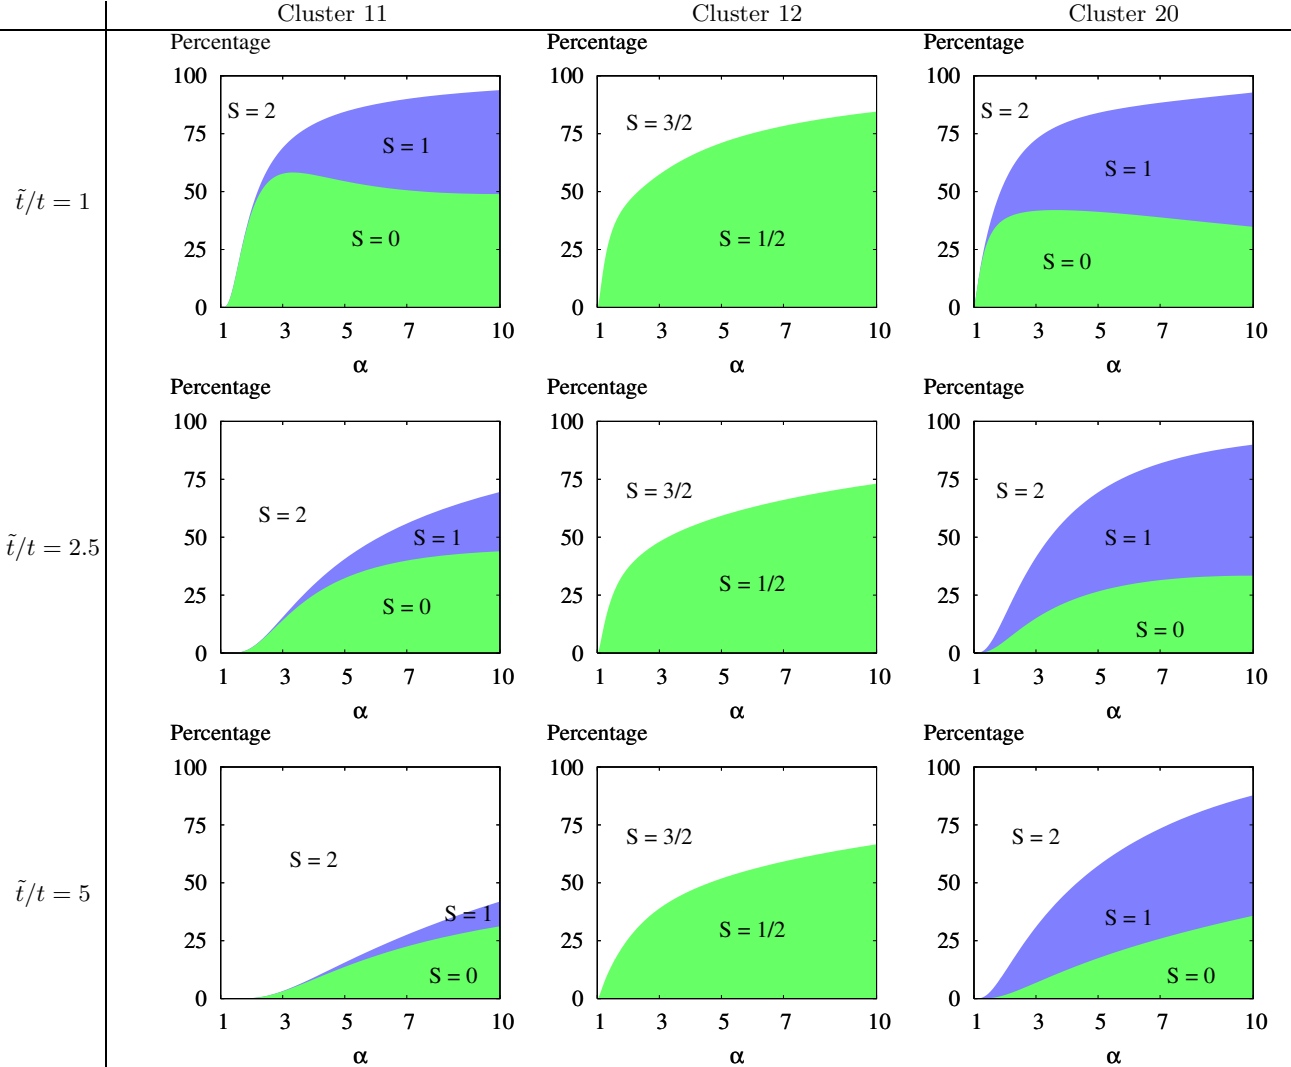 Cluster 11 Cluster 12 Cluster 20
t̃/t = 1
Percentage
100
75
50
25
0
S = 2
S = 1
S = 0
1 3 5 7 10
α
Percentage
100
75
50
25
0
S = 3/2
S = 1/2
1 3 5 7 10
α
Percentage
100
75
50
25
0
S = 2
S = 1
S = 0
1 3 5 7 10
α
t̃/t = 2.5
Percentage
100
75
50
25
0
S = 2
S = 1
S = 0
1 3 5 7 10
α
Percentage
100
75
50
25
0
S = 3/2
S = 1/2
1 3 5 7 10
α
Percentage
100
75
50
25
0
S = 2
S = 1
S = 0
1 3 5 7 10
α
t̃/t = 5
Percentage
100
75
50
25
0
S = 2
S = 1
S = 0
1 3 5 7 10
α
Percentage
100
75
50
25
0
S = 3/2
S = 1/2
1 3 5 7 10
α
Percentage
100
75
50
25
0
S = 2
S = 1
S = 0
1 3 5 7 10
α